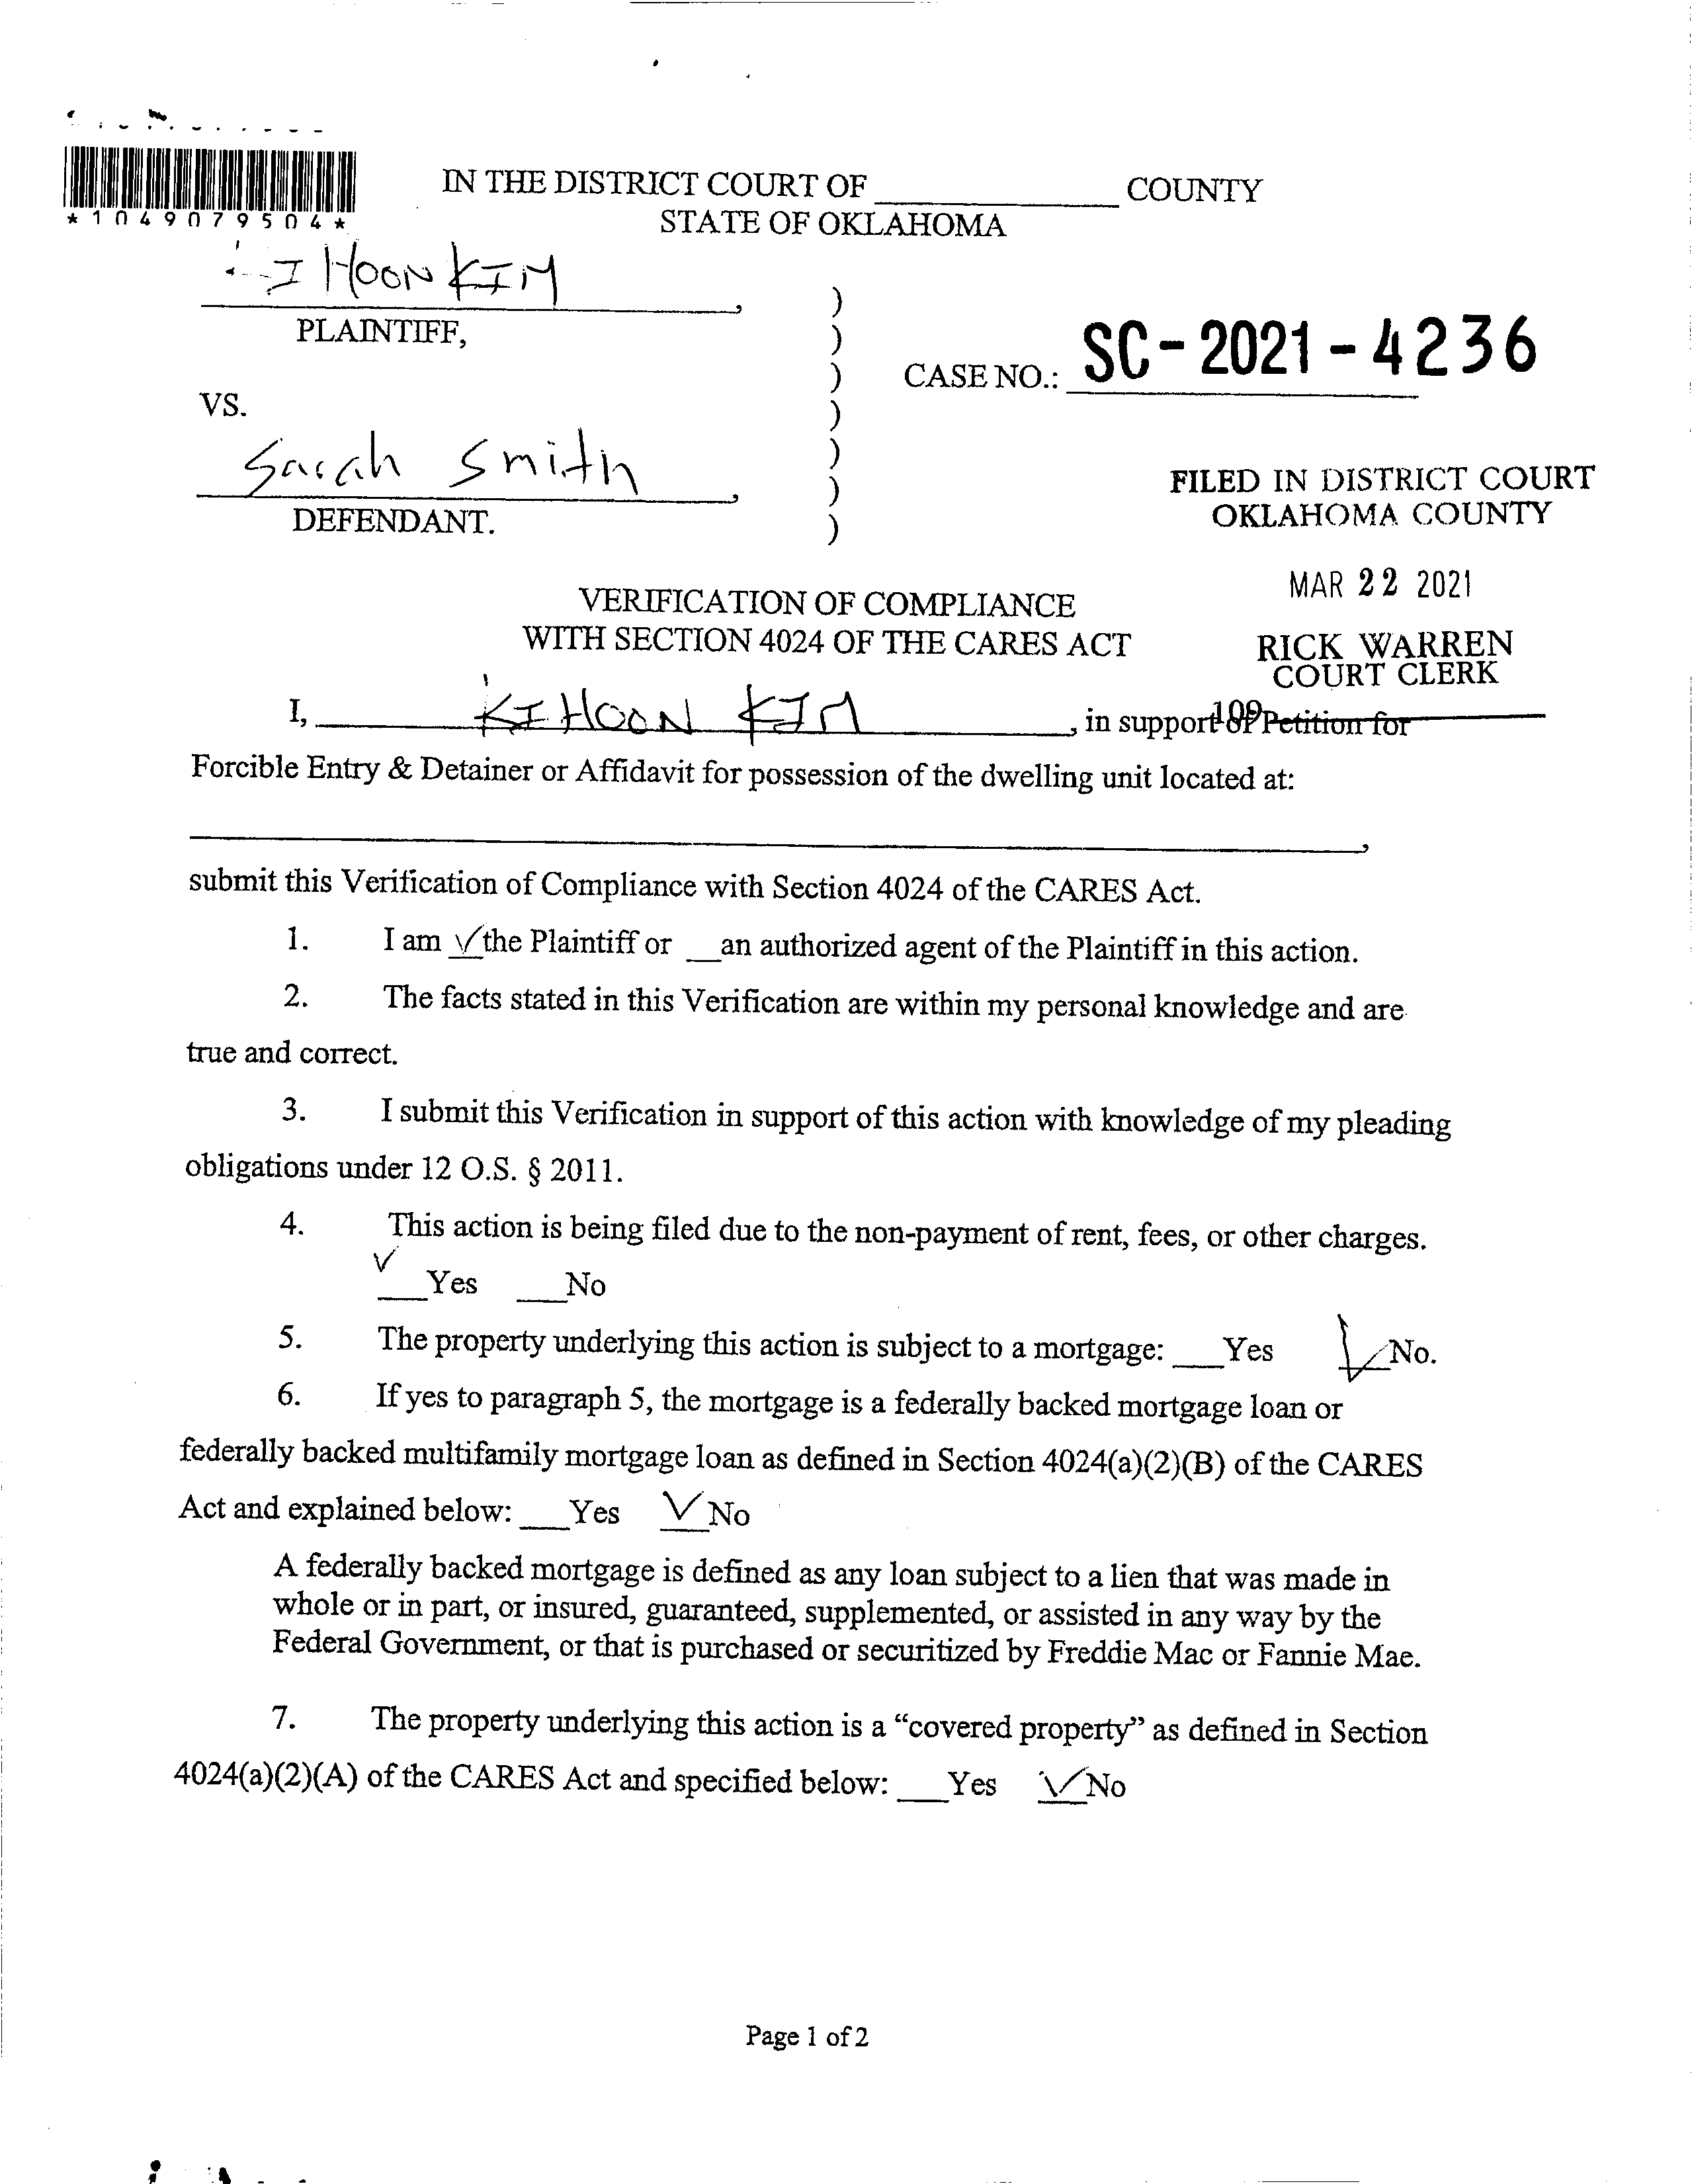 *1049079504*
IN THE DISTRICT COURT OF ____________ COUNTY
STATE OF OKLAHOMA
I HOON KIM,
PLAINTIFF,
)
)
)
)
)
)
)
CASE NO.: SC-2021-4236
VS.
Sarah Smith,
DEFENDANT.
FILED IN DISTRICT COURT
OKLAHOMA COUNTY
MAR 22 2021
RICK WARREN
COURT CLERK
109
VERIFICATION OF COMPLIANCE
WITH SECTION 4024 OF THE CARES ACT
I, KIHOON KIM, in support of Petition for
Forcible Entry & Detainer or Affidavit for possession of the dwelling unit located at:
____________,
submit this Verification of Compliance with Section 4024 of the CARES Act.
1. I am ✓ the Plaintiff or __an authorized agent of the Plaintiff in this action.
2. The facts stated in this Verification are within my personal knowledge and are
true and correct.
3. I submit this Verification in support of this action with knowledge of my pleading
obligations under 12 O.S. § 2011.
4. This action is being filed due to the non-payment of rent, fees, or other charges.
✓ Yes ___No
5. The property underlying this action is subject to a mortgage: ___Yes ✓ No.
6. If yes to paragraph 5, the mortgage is a federally backed mortgage loan or
federally backed multifamily mortgage loan as defined in Section 4024(a)(2)(B) of the CARES
Act and explained below: ___Yes ✓ No
A federally backed mortgage is defined as any loan subject to a lien that was made in
whole or in part, or insured, guaranteed, supplemented, or assisted in any way by the
Federal Government, or that is purchased or securitized by Freddie Mac or Fannie Mae.
7. The property underlying this action is a “covered property” as defined in Section
4024(a)(2)(A) of the CARES Act and specified below: ___Yes ✓ No
Page 1 of 2